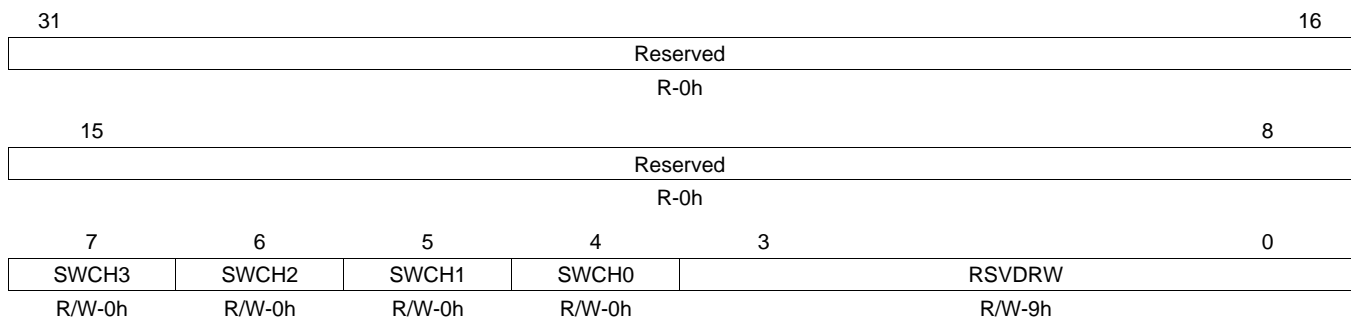 31 16
Reserved
R-0h
15 8
Reserved
R-0h
7 6 5 4 3 0
SWCH3 SWCH2 SWCH1 SWCH0 RSVDRW
R/W-0h R/W-0h R/W-0h R/W-0h R/W-9h